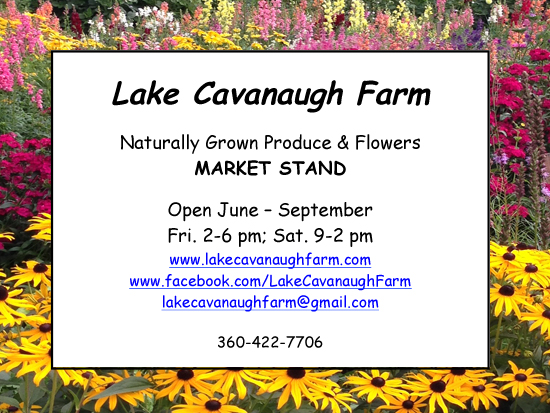 Lake Cavanaugh Farm
Naturally Grown Produce & Flowers
MARKET STAND
Open June – September
Fri. 2-6 pm; Sat. 9-2 pm
www.lakecavanaughfarm.com
www.facebook.com/LakeCavanaughFarm
lakecavanaughfarm@gmail.com
360-422-7706